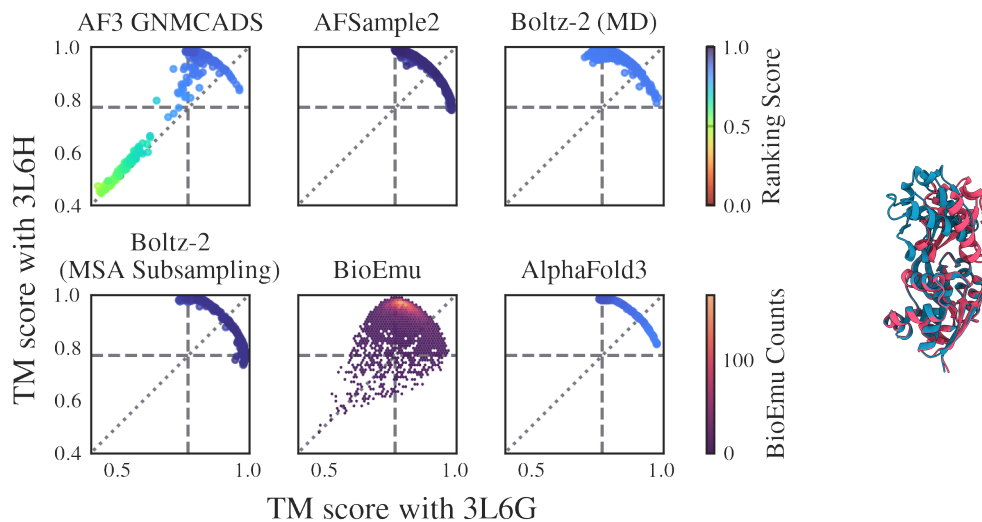 AF3 GNMCADS
AFSample2
Boltz-2 (MD)
1.0
0.8
0.6
0.4
1.0
0.5
0.0
Ranking Score
TM score with 3L6H
Boltz-2
(MSA Subsampling)
BioEmu
AlphaFold3
1.0
0.8
0.6
0.4
0.5
1.0
0.5
1.0
0.5
1.0
100
0
BioEmu Counts
TM score with 3L6G